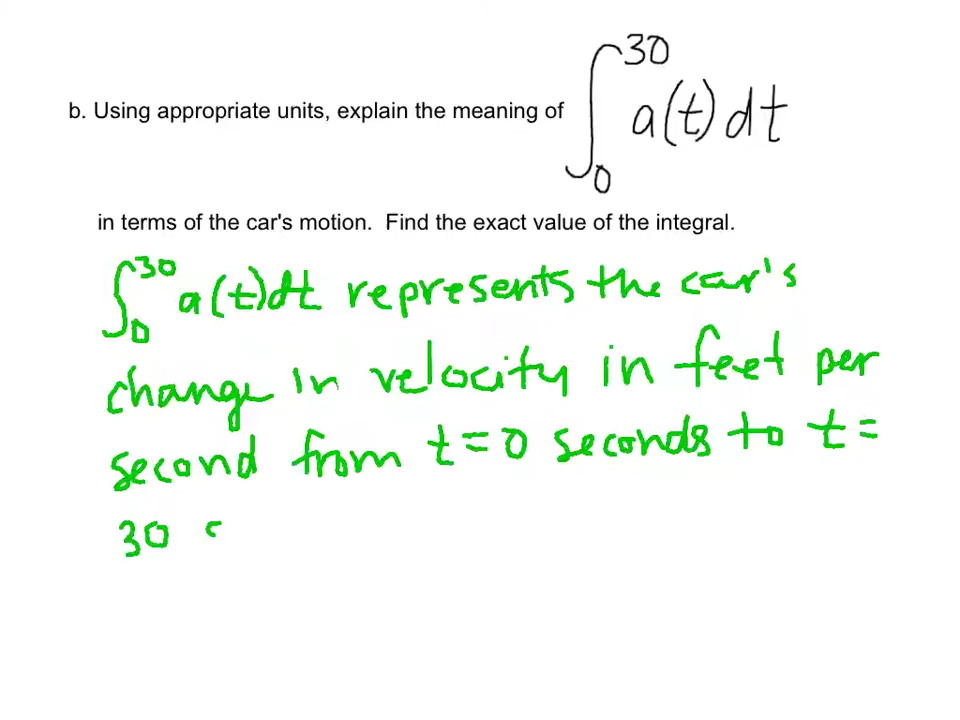 b. Using appropriate units, explain the meaning of ∫₀³⁰ a(t) dt
in terms of the car's motion. Find the exact value of the integral.
∫₀³⁰ a(t)dt represents the car's
change in velocity in feet per
second from t=0 seconds to t=
30 s